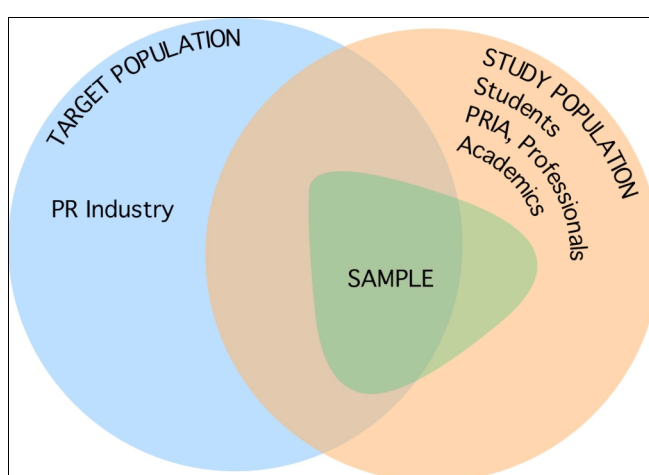 TARGET POPULATION
PR Industry
STUDY POPULATION
Students
PRIA, Professionals
Academics
SAMPLE